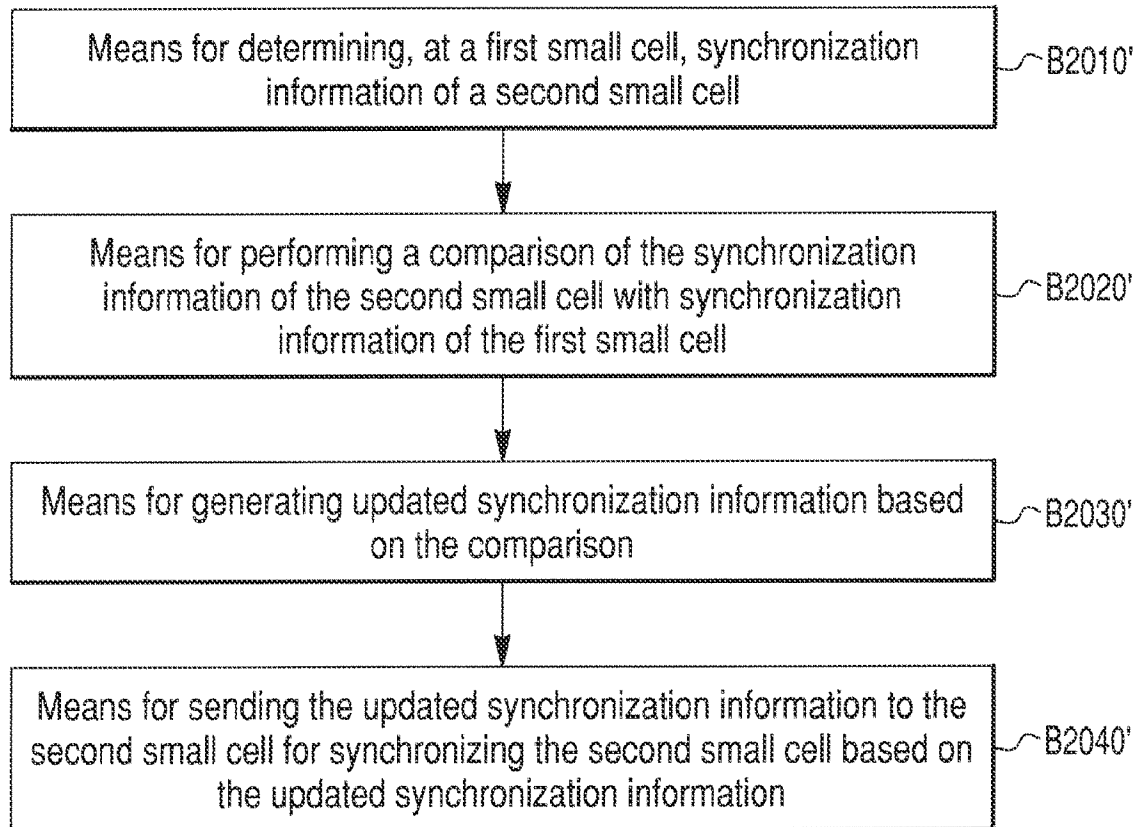 Means for determining, at a first small cell, synchronization
information of a second small cell
B2010'
Means for performing a comparison of the synchronization
information of the second small cell with synchronization
information of the first small cell
B2020'
Means for generating updated synchronization information based
on the comparison
B2030'
Means for sending the updated synchronization information to the
second small cell for synchronizing the second small cell based on
the updated synchronization information
B2040'